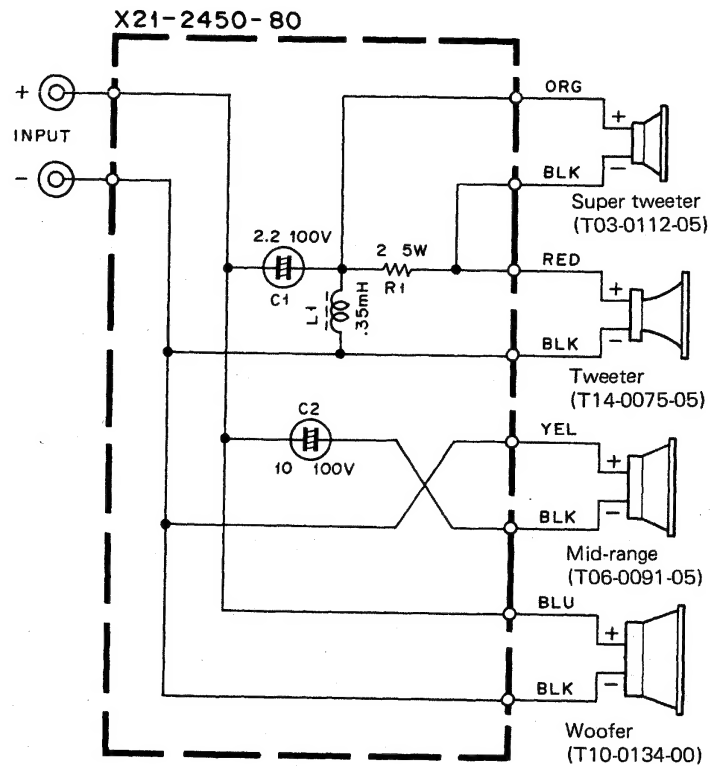 X21-2450-80
ORG
+
+
INPUT
-
BLK
-
Super tweeter
(T03-0112-05)
2.2 100V
2 5W
RED
C1
R1
+
L1
.35mH
-
BLK
Tweeter
(T14-0075-05)
C2
YEL
10 100V
+
BLK
-
Mid-range
(T06-0091-05)
BLU
+
BLK
-
Woofer
(T10-0134-00)